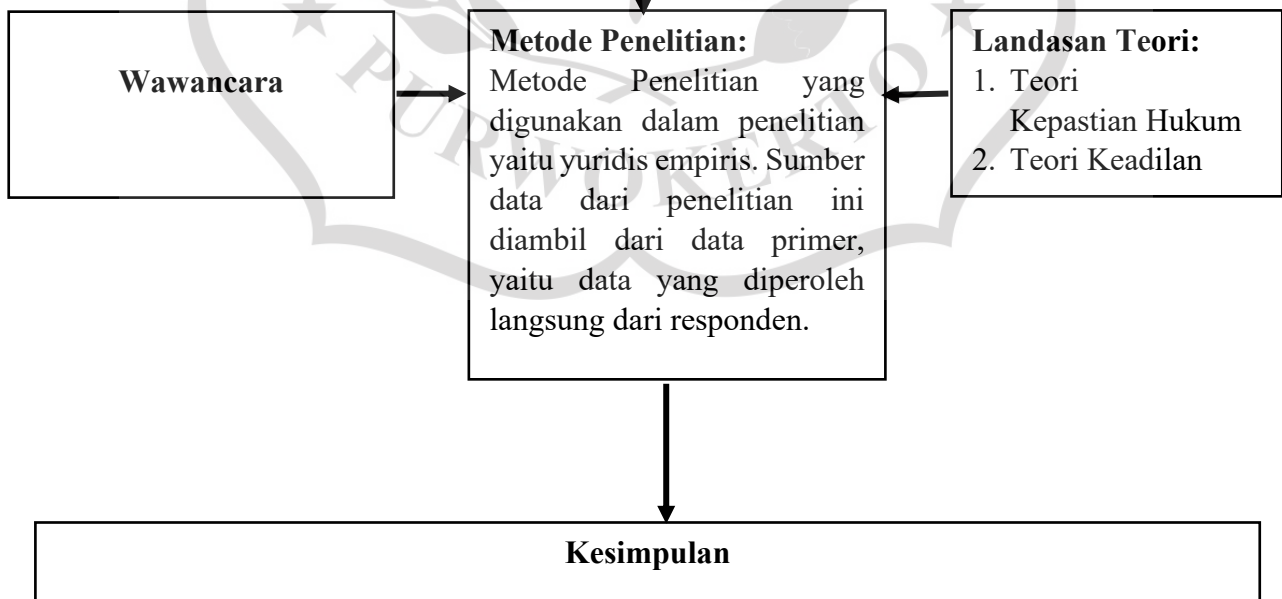 Wawancara
Metode Penelitian:
Metode Penelitian yang
digunakan dalam penelitian
yaitu yuridis empiris. Sumber
data dari penelitian ini
diambil dari data primer,
yaitu data yang diperoleh
langsung dari responden.
Landasan Teori:
1. Teori
Kepastian Hukum
2. Teori Keadilan
PURWOKERTO
Kesimpulan